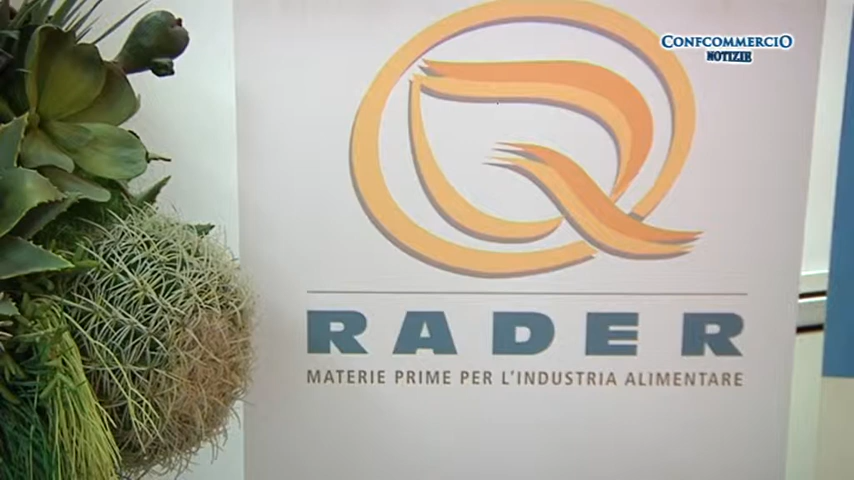 CONFCOMMERCIO
NOTIZIE
RADER
MATERIE PRIME PER L'INDUSTRIA ALIMENTARE